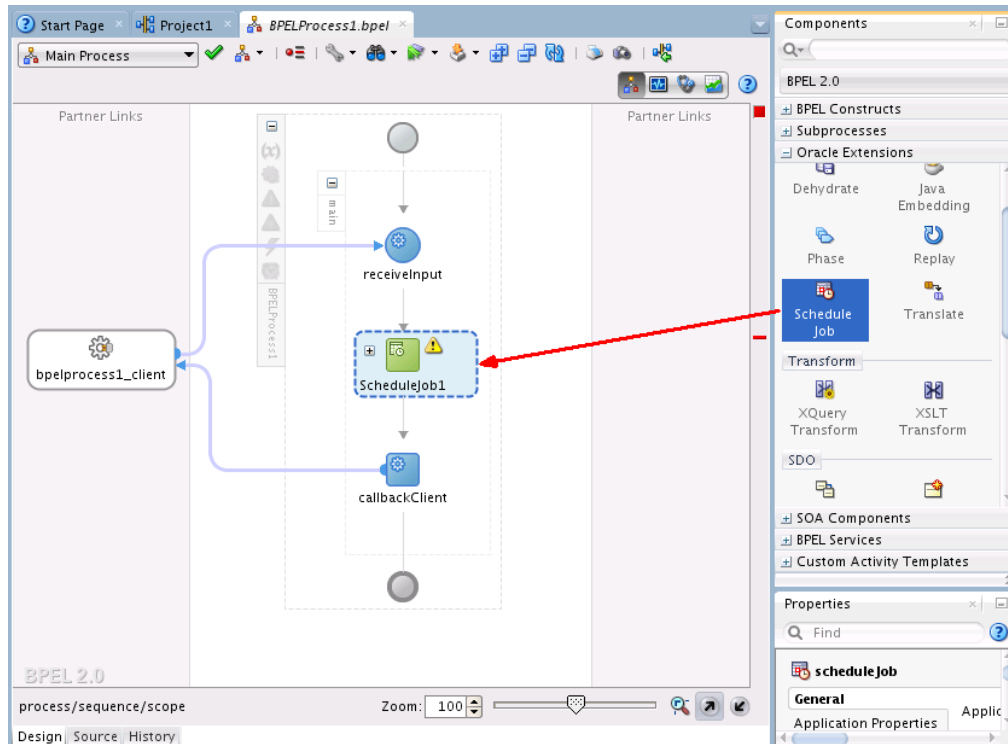 Start Page
Project1
BPELProcess1.bpel
Main Process
Partner Links
Partner Links
(x)
main
BPELProcess1
receiveInput
bpelprocess1_client
ScheduleJob1
callbackClient
BPEL 2.0
process/sequence/scope
Zoom: 100
Design Source History
Components
BPEL 2.0
BPEL Constructs
Subprocesses
Oracle Extensions
Dehydrate
Java
Embedding
Phase
Replay
Schedule
Job
Translate
Transform
XQuery
Transform
XSLT
Transform
SDO
SOA Components
BPEL Services
Custom Activity Templates
Properties
Find
scheduleJob
General
Application Properties
Applic